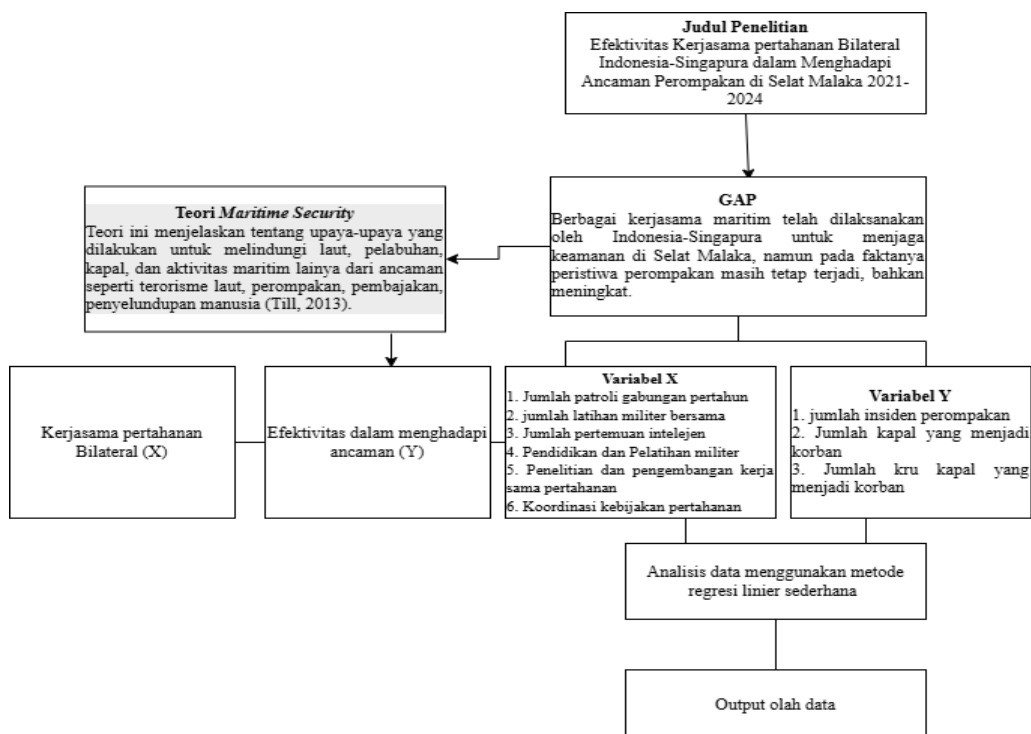 Judul Penelitian
Efektivitas Kerjasama pertahanan Bilateral
Indonesia-Singapura dalam Menghadapi
Ancaman Perompakan di Selat Malaka 2021-
2024
GAP
Berbagai kerjasama maritim telah dilaksanakan
oleh Indonesia-Singapura untuk menjaga
keamanan di Selat Malaka, namun pada faktanya
peristiwa perompakan masih tetap terjadi, bahkan
meningkat.
Teori Maritime Security
Teori ini menjelaskan tentang upaya-upaya yang
dilakukan untuk melindungi laut, pelabuhan,
kapal, dan aktivitas maritim lainya dari ancaman
seperti terorisme laut, perompakan, pembajakan,
penyelundupan manusia (Till, 2013).
Kerjasama pertahanan
Bilateral (X)
Efektivitas dalam menghadapi
ancaman (Y)
Variabel X
1. Jumlah patroli gabungan pertahun
2. jumlah latihan militer bersama
3. Jumlah pertemuan intelejen
4. Pendidikan dan Pelatihan militer
5. Penelitian dan pengembangan kerja
sama pertahanan
6. Koordinasi kebijakan pertahanan
Variabel Y
1. jumlah insiden perompakan
2. Jumlah kapal yang menjadi
korban
3. Jumlah kru kapal yang
menjadi korban
Analisis data menggunakan metode
regresi linier sederhana
Output olah data